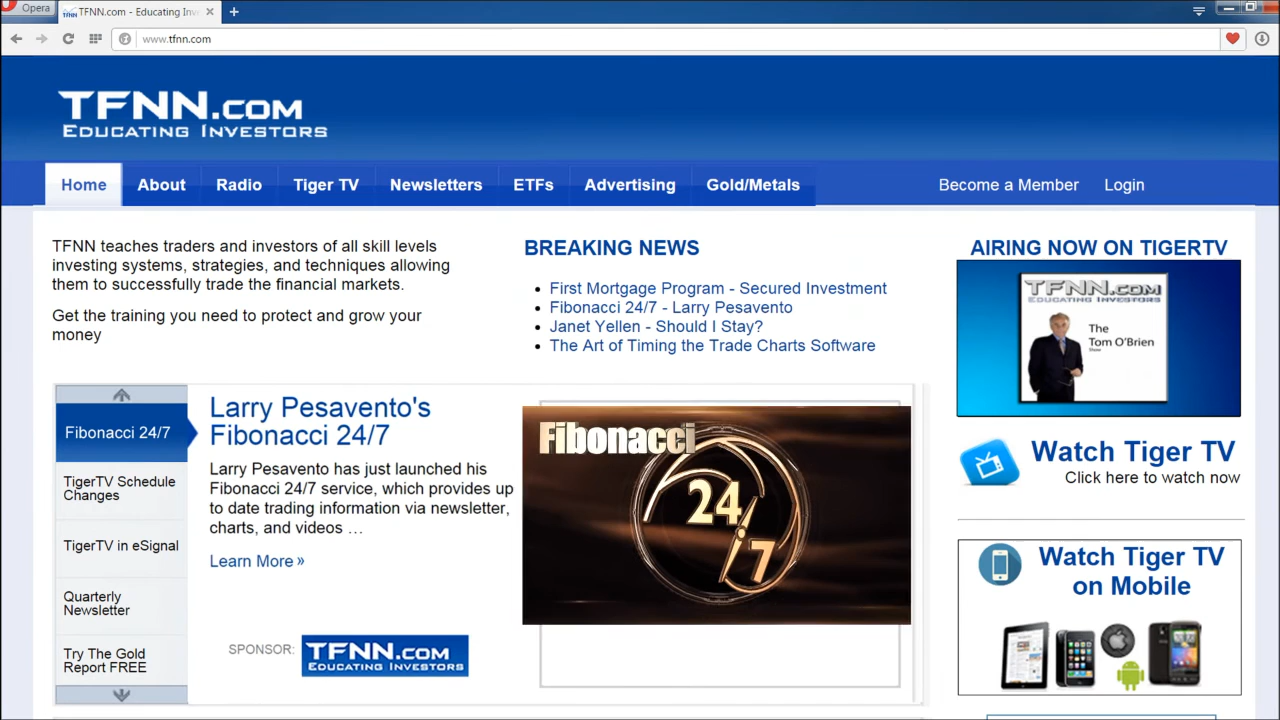 Opera
TFNN.com - Educating Inv
www.tfnn.com
TFNN.COM
EDUCATING INVESTORS
Home
About
Radio
Tiger TV
Newsletters
ETFs
Advertising
Gold/Metals
Become a Member
Login
TFNN teaches traders and investors of all skill levels
investing systems, strategies, and techniques allowing
them to successfully trade the financial markets.
Get the training you need to protect and grow your
money
BREAKING NEWS
First Mortgage Program - Secured Investment
Fibonacci 24/7 - Larry Pesavento
Janet Yellen - Should I Stay?
The Art of Timing the Trade Charts Software
AIRING NOW ON TIGERTV
TFNN.COM
EDUCATING INVESTORS
The
Tom O'Brien
Show
Watch Tiger TV
Click here to watch now
Watch Tiger TV
on Mobile
Fibonacci 24/7
TigerTV Schedule
Changes
TigerTV in eSignal
Quarterly
Newsletter
Try The Gold
Report FREE
Larry Pesavento's
Fibonacci 24/7
Larry Pesavento has just launched his
Fibonacci 24/7 service, which provides up
to date trading information via newsletter,
charts, and videos …
Learn More »
SPONSOR:
TFNN.COM
EDUCATING INVESTORS
Fibonacci
24/7